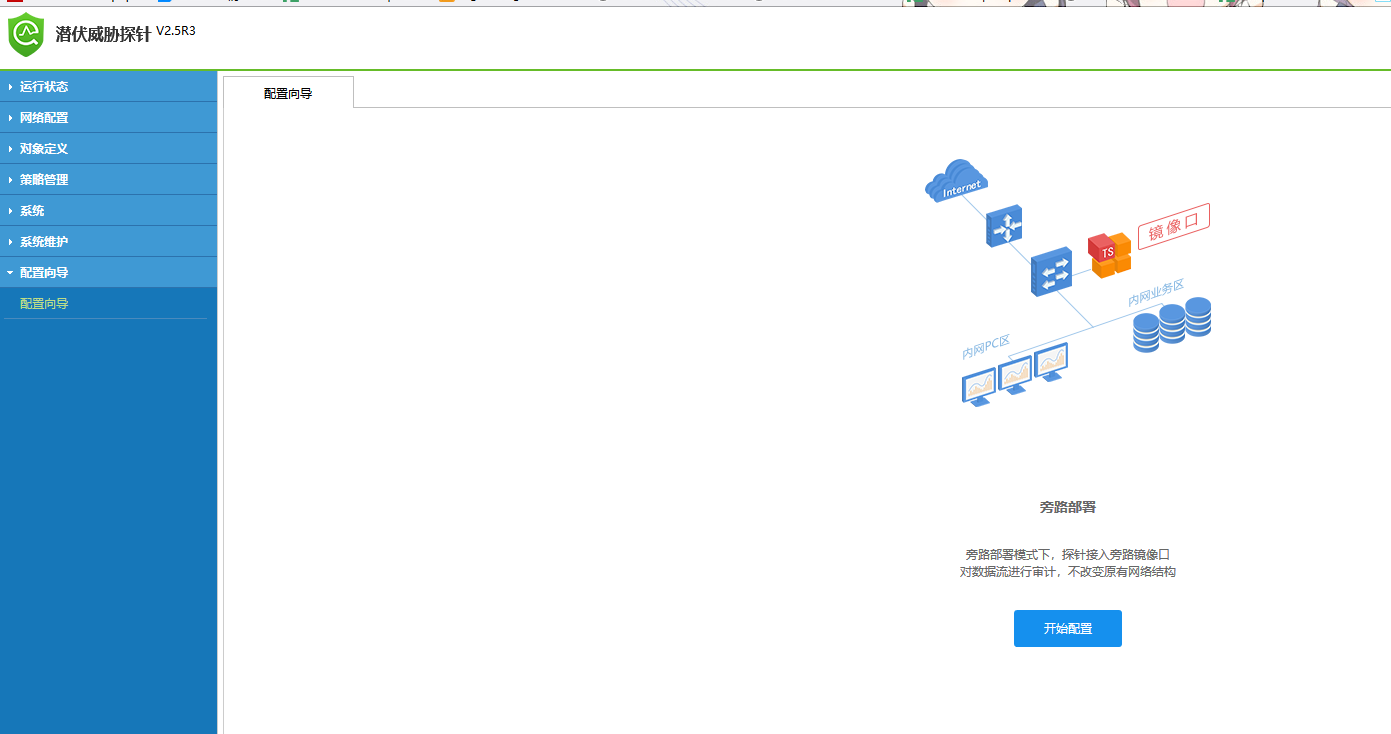 潜伏威胁探针 V2.5R3
运行状态
网络配置
对象定义
策略管理
系统
系统维护
配置向导
配置向导
配置向导
Internet
镜像口
TS
内网业务区
内网PC区
旁路部署
旁路部署模式下，探针接入旁路镜像口
对数据流进行审计，不改变原有网络结构
开始配置